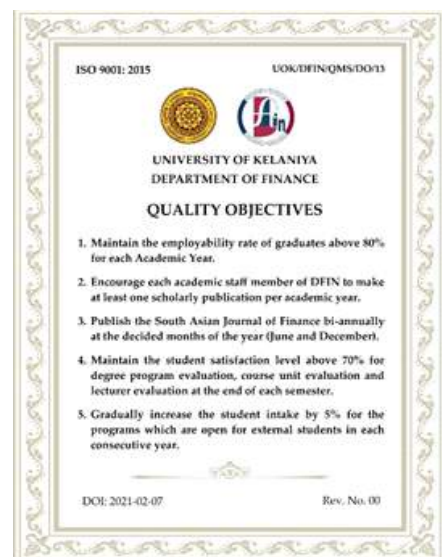 ISO 9001: 2015
UOK/DFIN/QMS/DO/13
UNIVERSITY OF KELANIYA
DEPARTMENT OF FINANCE
QUALITY OBJECTIVES
1. Maintain the employability rate of graduates above 80%
for each Academic Year.
2. Encourage each academic staff member of DFIN to make
at least one scholarly publication per academic year.
3. Publish the South Asian Journal of Finance bi-annually
at the decided months of the year (June and December).
4. Maintain the student satisfaction level above 70% for
degree program evaluation, course unit evaluation and
lecturer evaluation at the end of each semester.
5. Gradually increase the student intake by 5% for the
programs which are open for external students in each
consecutive year.
DOI: 2021-02-07
Rev. No. 00